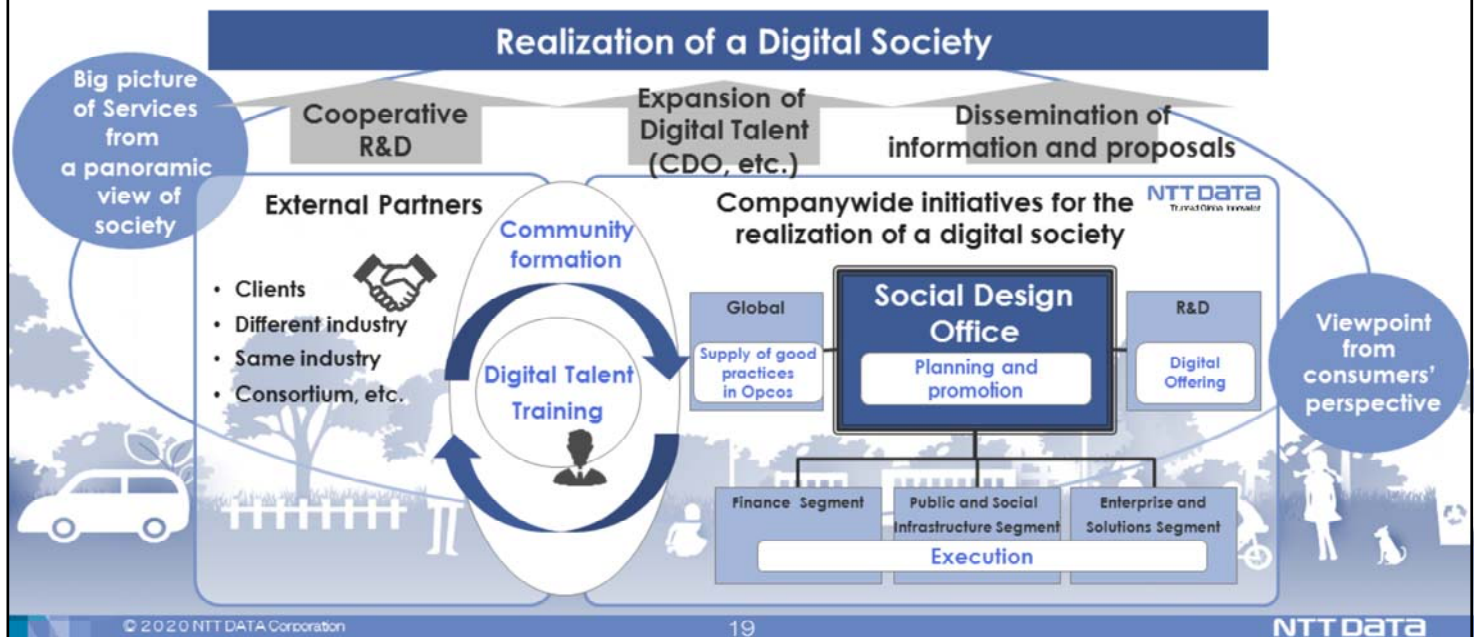 Realization of a Digital Society
Big picture
of Services
from
a panoramic
view of
society
Cooperative
R&D
Expansion of
Digital Talent
(CDO, etc.)
Dissemination of
information and proposals
External Partners
• Clients
• Different industry
• Same industry
• Consortium, etc.
Community
formation
Digital Talent
Training
Companywide initiatives for the
realization of a digital society
NTT DATA
Trusted Global Innovator
Global
Supply of good
practices
in Opcos
Social Design
Office
Planning and
promotion
R&D
Digital
Offering
Viewpoint
from
consumers'
perspective
Finance Segment
Public and Social
Infrastructure Segment
Enterprise and
Solutions Segment
Execution
© 2020 NTT DATA Corporation
19
NTT DATA